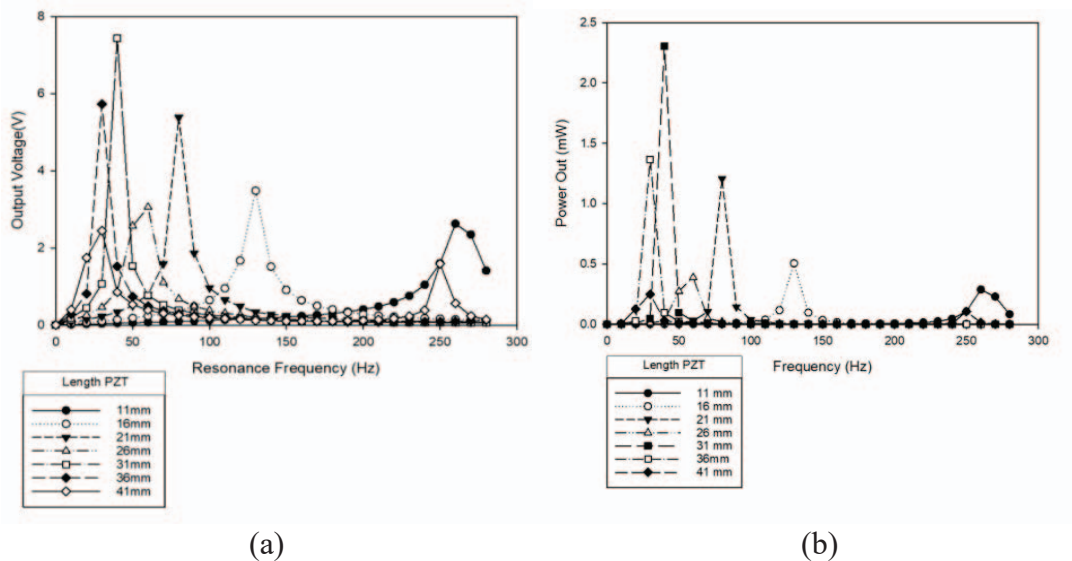 8
6
4
2
0
Output Voltage(V)
0 50 100 150 200 250 300
Resonance Frequency (Hz)
Length PZT
11mm
16mm
21mm
26mm
31mm
36mm
41mm
(a)
2.5
2.0
1.5
1.0
0.5
0.0
Power Out (mW)
0 50 100 150 200 250 300
Frequency (Hz)
Length PZT
11 mm
16 mm
21 mm
26 mm
31 mm
36mm
41 mm
(b)